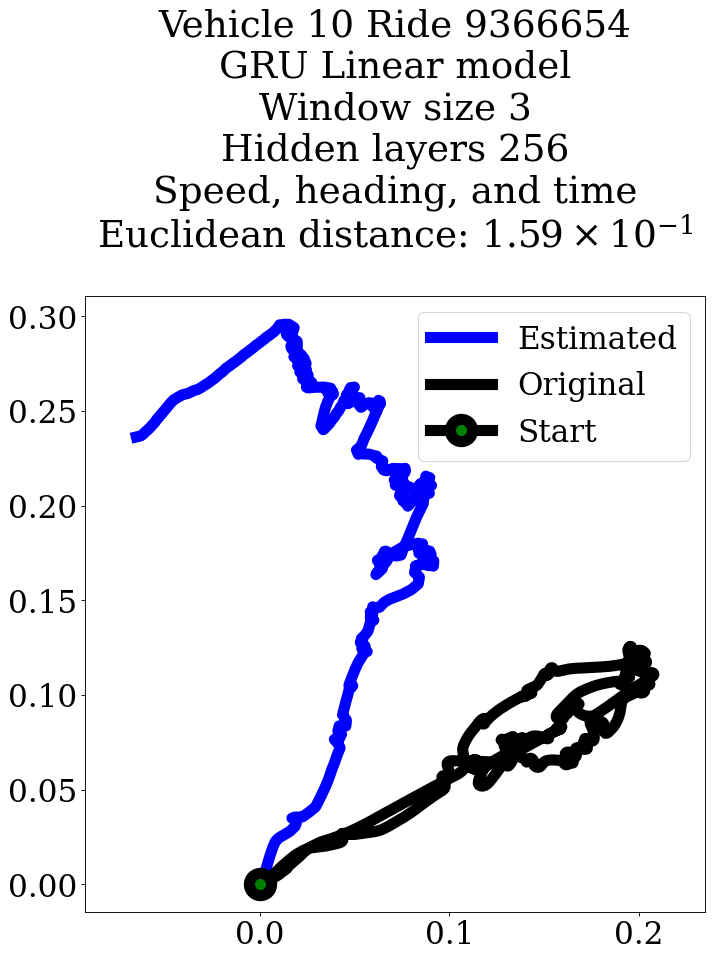 Vehicle 10 Ride 9366654
GRU Linear model
Window size 3
Hidden layers 256
Speed, heading, and time
Euclidean distance: 1.59 × 10⁻¹
0.30
0.25
0.20
0.15
0.10
0.05
0.00
Estimated
Original
Start
0.0
0.1
0.2